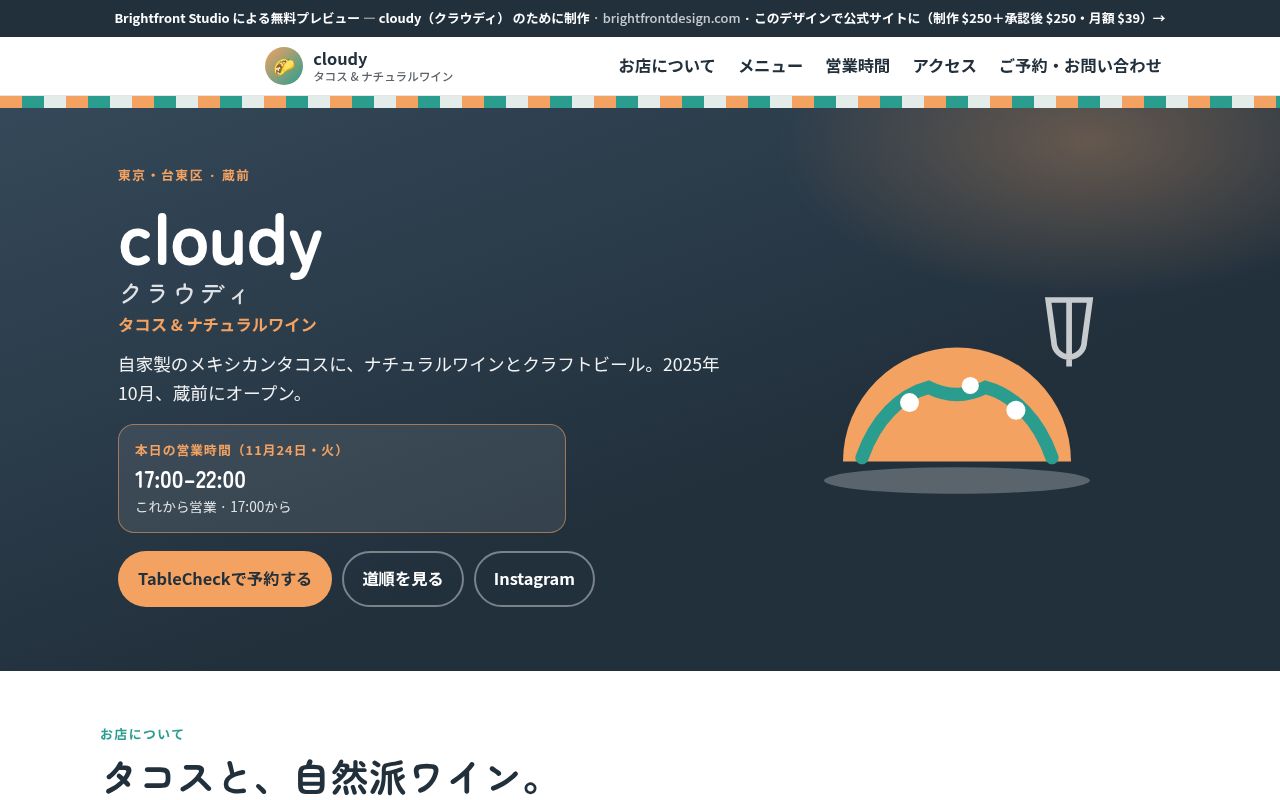 Brightfront Studio による無料プレビュー — cloudy（クラウディ） のために制作 · brightfrontdesign.com · このデザインで公式サイトに（制作 $250＋承認後 $250・月額 $39）→
cloudy
タコス & ナチュラルワイン
お店について メニュー 営業時間 アクセス ご予約・お問い合わせ
東京・台東区 · 蔵前
cloudy
クラウディ
タコス & ナチュラルワイン
自家製のメキシカンタコスに、ナチュラルワインとクラフトビール。2025年
10月、蔵前にオープン。
本日の営業時間（11月24日・火）
17:00–22:00
これから営業 · 17:00から
TableCheckで予約する 道順を見る Instagram
お店について
タコスと、自然派ワイン。